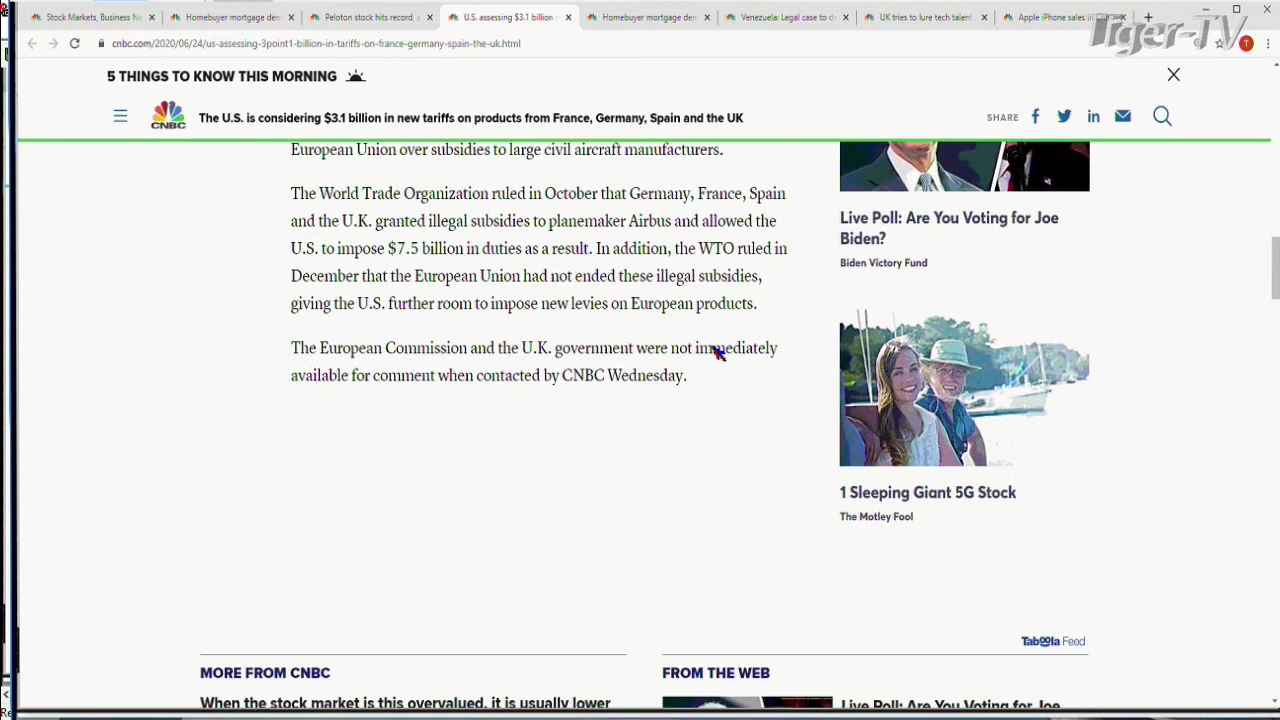 Stock Markets, Business Ne
Homebuyer mortgage den
Peloton stock hits record, a
U.S. assessing $3.1 billion
Homebuyer mortgage den
Venezuela: Legal case to d
UK tries to lure tech talent
Apple iPhone sales in
Tiger-TV
cnbc.com/2020/06/24/us-assessing-3point1-billion-in-tariffs-on-france-germany-spain-the-uk.html
T
5 THINGS TO KNOW THIS MORNING
CNBC
The U.S. is considering $3.1 billion in new tariffs on products from France, Germany, Spain and the UK
SHARE
European Union over subsidies to large civil aircraft manufacturers.
The World Trade Organization ruled in October that Germany, France, Spain
and the U.K. granted illegal subsidies to planemaker Airbus and allowed the
U.S. to impose $7.5 billion in duties as a result. In addition, the WTO ruled in
December that the European Union had not ended these illegal subsidies,
giving the U.S. further room to impose new levies on European products.
The European Commission and the U.K. government were not immediately
available for comment when contacted by CNBC Wednesday.
Live Poll: Are You Voting for Joe
Biden?
Biden Victory Fund
1 Sleeping Giant 5G Stock
The Motley Fool
Taboola Feed
MORE FROM CNBC
FROM THE WEB
When the stock market is this overvalued, it is usually lower
Live Poll: Are You Voting for Joe
Re